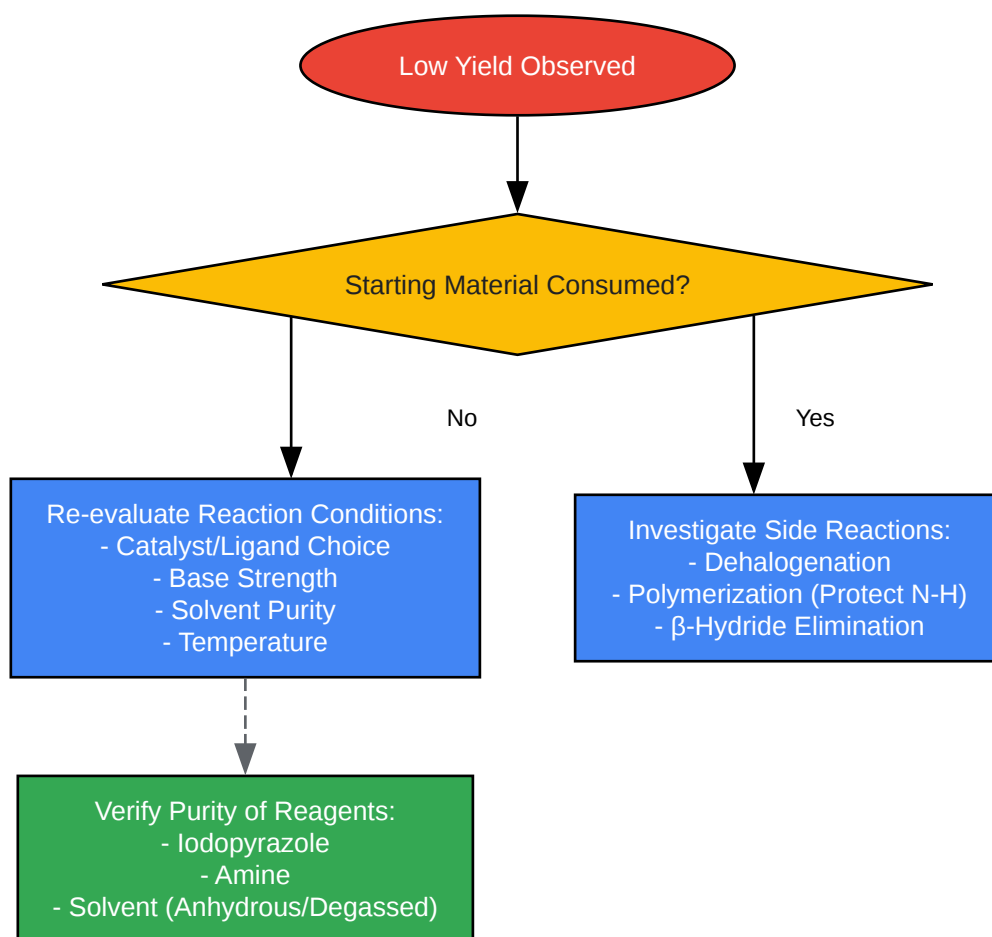 Low Yield Observed
Starting Material Consumed?
No
Yes
Re-evaluate Reaction Conditions:
- Catalyst/Ligand Choice
- Base Strength
- Solvent Purity
- Temperature
Investigate Side Reactions:
- Dehalogenation
- Polymerization (Protect N-H)
- β-Hydride Elimination
Verify Purity of Reagents:
- Iodopyrazole
- Amine
- Solvent (Anhydrous/Degassed)